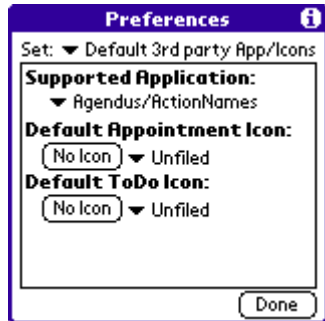 Preferences
Set: Default 3rd party App/Icons
Supported Application:
Agendus/ActionNames
Default Appointment Icon:
No Icon Unfiled
Default ToDo Icon:
No Icon Unfiled
Done